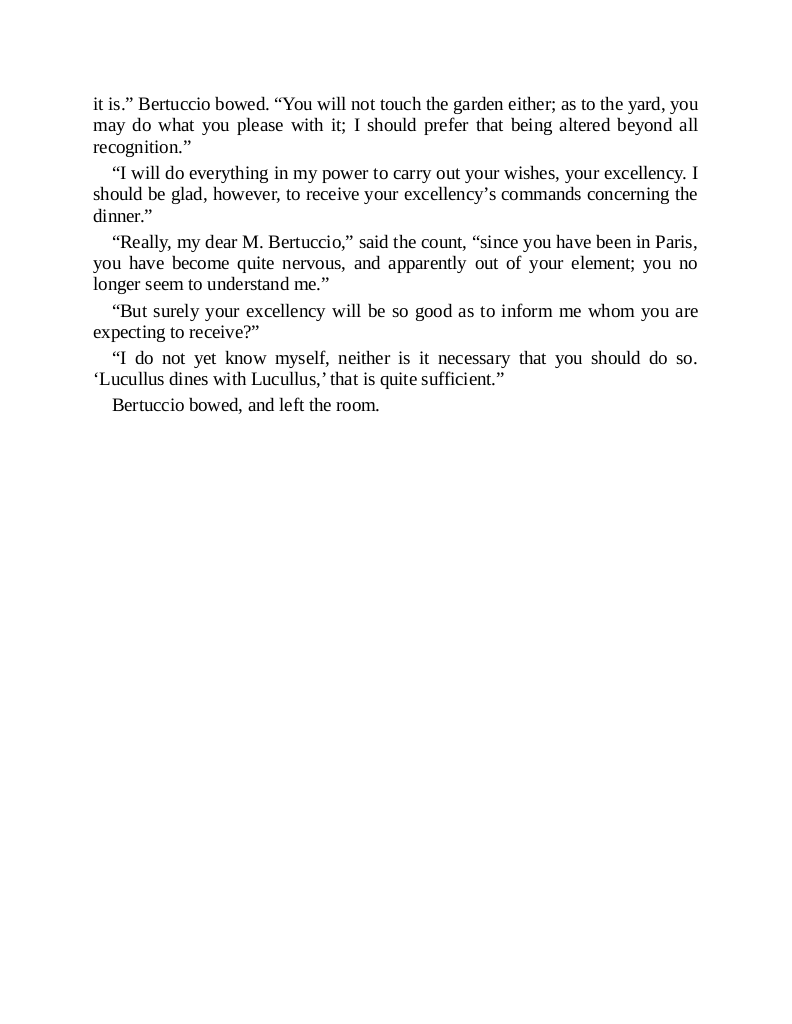 it is.” Bertuccio bowed. “You will not touch the garden either; as to the yard, you
may do what you please with it; I should prefer that being altered beyond all
recognition.”
“I will do everything in my power to carry out your wishes, your excellency. I
should be glad, however, to receive your excellency’s commands concerning the
dinner.”
“Really, my dear M. Bertuccio,” said the count, “since you have been in Paris,
you have become quite nervous, and apparently out of your element; you no
longer seem to understand me.”
“But surely your excellency will be so good as to inform me whom you are
expecting to receive?”
“I do not yet know myself, neither is it necessary that you should do so.
‘Lucullus dines with Lucullus,’ that is quite sufficient.”
Bertuccio bowed, and left the room.